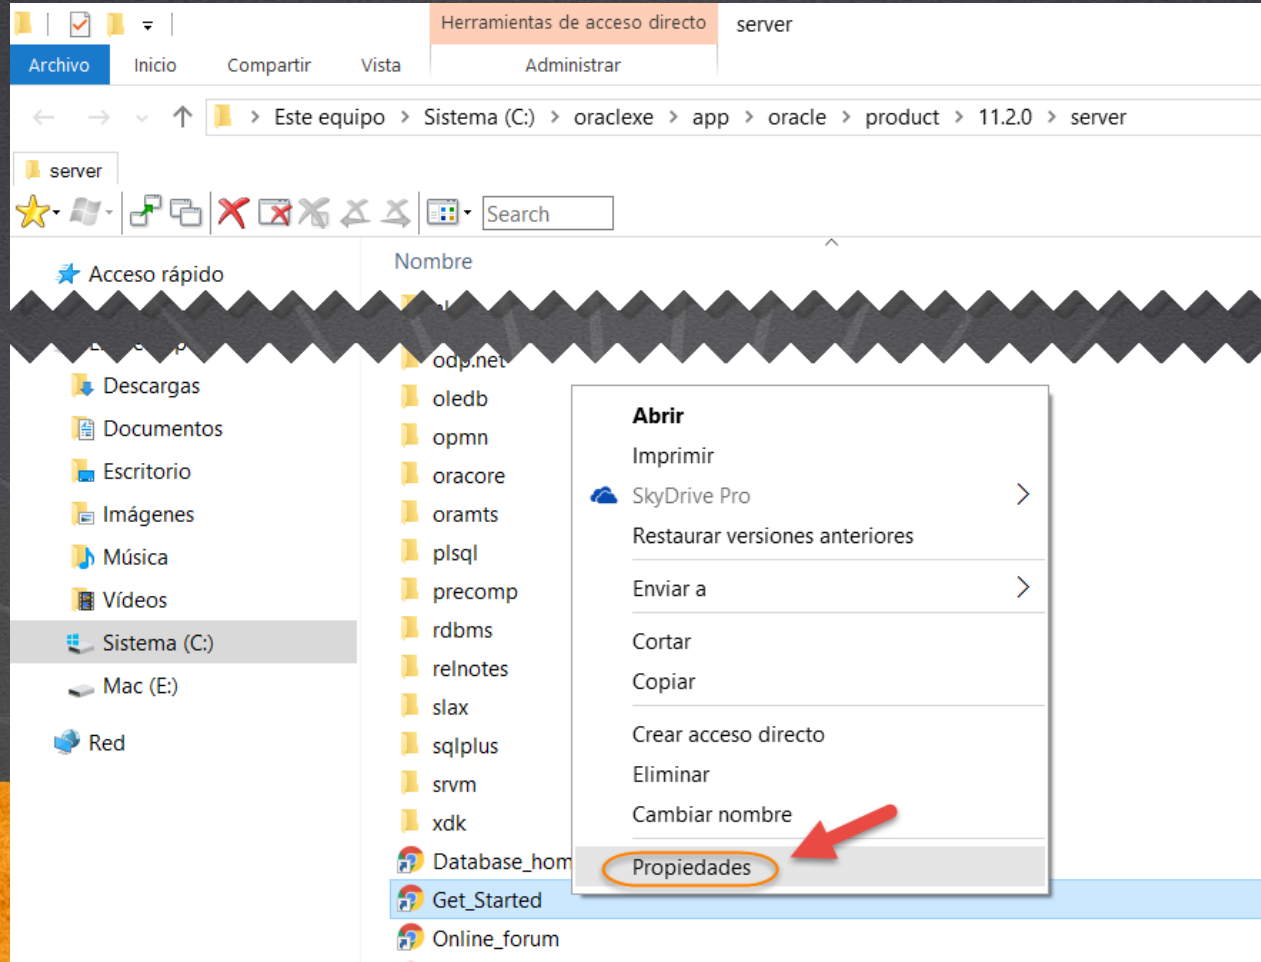 Herramientas de acceso directo server
Archivo Inicio Compartir Vista Administrar
Este equipo > Sistema (C:) > oraclexe > app > oracle > product > 11.2.0 > server
server
Search
Nombre
Acceso rápido
odp.net
Descargas
oledb
Documentos
opmn
Escritorio
oracore
Imágenes
oramts
Música
plsql
Vídeos
precomp
rdbms
Sistema (C:)
relnotes
Mac (E:)
slax
Red
sqlplus
srvm
xdk
Database_hom
Get_Started
Online_forum
Abrir
Imprimir
SkyDrive Pro
Restaurar versiones anteriores
Enviar a
Cortar
Copiar
Crear acceso directo
Eliminar
Cambiar nombre
Propiedades